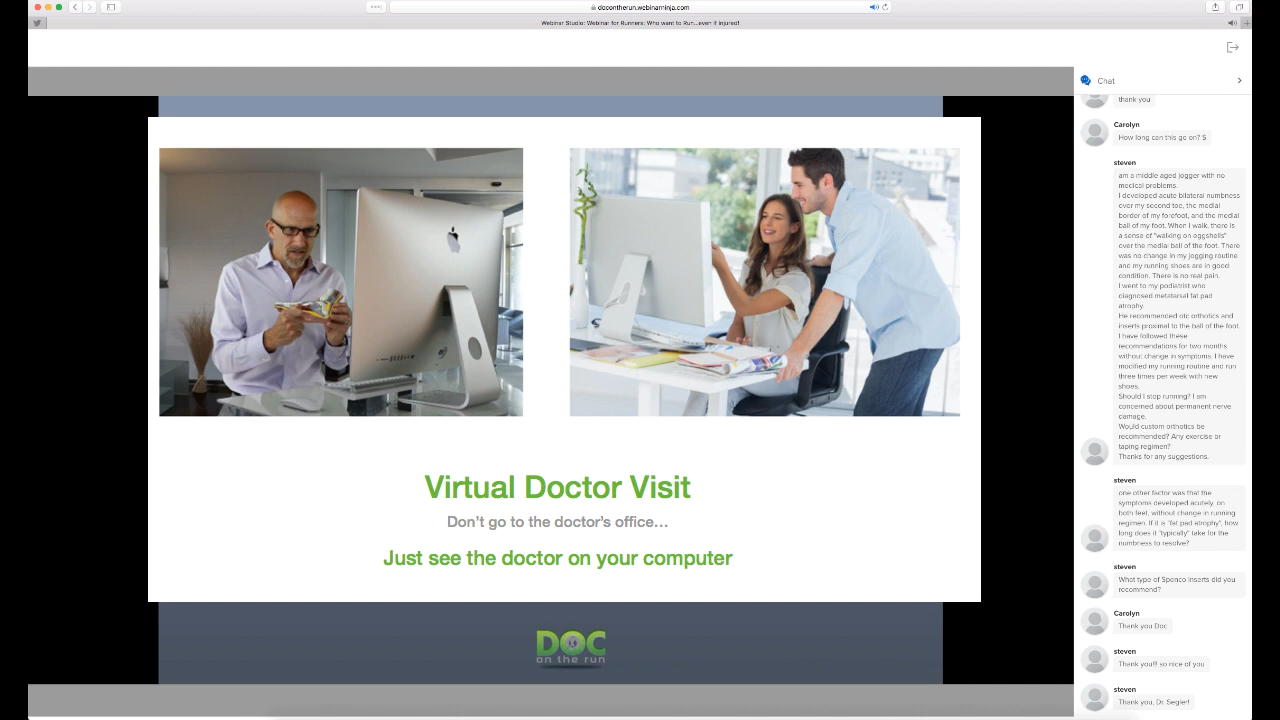 docontherun.webinarninja.com
Webinar Studio: Webinar for Runners: Who want to Run...even if injured!
Virtual Doctor Visit
Don't go to the doctor's office…
Just see the doctor on your computer
DOC
on the run
Chat
thank you
Carolyn
How long can this go on? S
steven
am a middle aged jogger with no
medical problems.
I developed acute bilateral numbness
over my second toe, the medial
border of my forefoot, and the medial
ball of my foot. When I walk, there is
a sense of "walking on eggshells"
over the medial ball of the foot. There
was no change in my jogging routine
and my running shoes are in good
condition. There is no real pain.
I went to my podiatrist who
diagnosed metatarsal fat pad
atrophy.
He recommended otc orthotics and
inserts proximal to the ball of the foot.
I have followed these
recommendations for two months
without change in symptoms. I have
modified my running routine and run
three times per week with new
shoes.
Should I stop running? I am
concerned about permanent nerve
damage.
Would custom orthotics be
recommended? Any exercise or
taping regimen?
Thanks for any suggestions.
steven
one other factor was that the
symptoms developed acutely, on
both feet, without change in running
regimen. If it is "fat pad atrophy", how
long does it "typically" take for the
numbness to resolve?
steven
What type of Spenco inserts did you
recommend?
Carolyn
Thank you Doc
steven
Thank you!!! so nice of you
steven
Thank you, Dr. Segler!